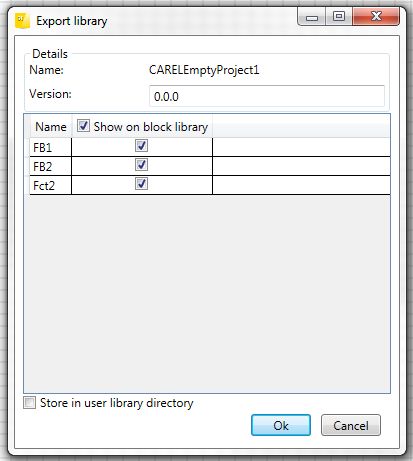 Export library
Details
Name: CARELEmptyProject1
Version: 0.0.0
Name Show on block library
FB1
FB2
Fct2
Store in user library directory
Ok Cancel